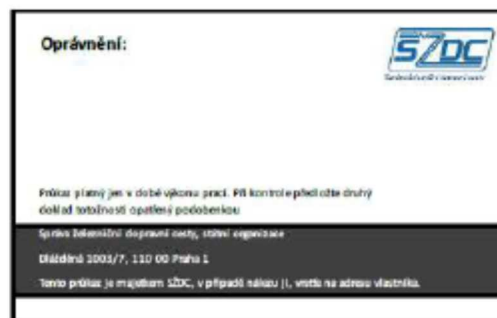 Oprávnění:
SŽDC
Průkaz platný jen v době výkonu prací. Při kontrole předložte druhý
doklad totožnosti opatřený podobenkou
Správa železniční dopravní cesty, státní organizace
Dlážděná 1003/7, 110 00 Praha 1
Tento průkaz je majetkem SŽDC, v případě nálezu ji, vraťte na adresu vlastníka.